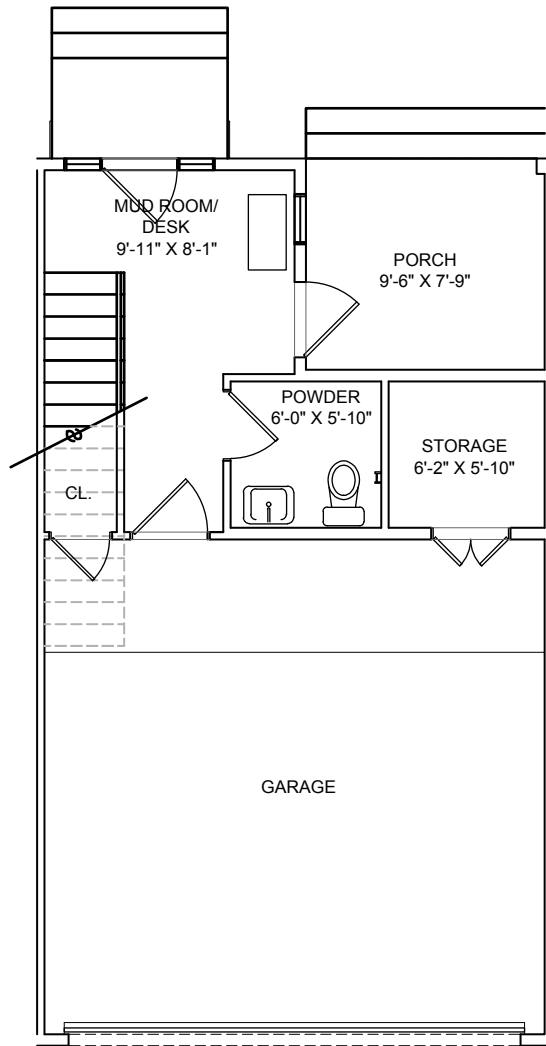 MUD ROOM/
DESK
9'-11" X 8'-1"
PORCH
9'-6" X 7'-9"
POWDER
6'-0" X 5'-10"
STORAGE
6'-2" X 5'-10"
CL.
GARAGE